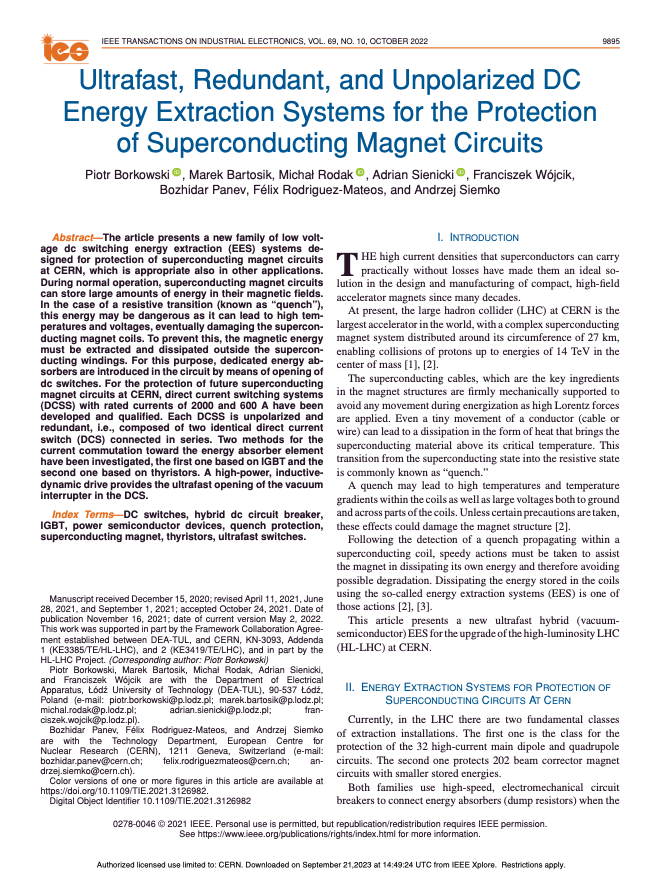 ies
IEEE TRANSACTIONS ON INDUSTRIAL ELECTRONICS, VOL. 69, NO. 10, OCTOBER 2022
9895
Ultrafast, Redundant, and Unpolarized DC
Energy Extraction Systems for the Protection
of Superconducting Magnet Circuits
Piotr Borkowski iD, Marek Bartosik, Michał Rodak iD, Adrian Sienicki iD, Franciszek Wójcik,
Bozhidar Panev, Félix Rodriguez-Mateos, and Andrzej Siemko
Abstract—The article presents a new family of low volt-
age dc switching energy extraction (EES) systems de-
signed for protection of superconducting magnet circuits
at CERN, which is appropriate also in other applications.
During normal operation, superconducting magnet circuits
can store large amounts of energy in their magnetic fields.
In the case of a resistive transition (known as “quench”),
this energy may be dangerous as it can lead to high tem-
peratures and voltages, eventually damaging the supercon-
ducting magnet coils. To prevent this, the magnetic energy
must be extracted and dissipated outside the supercon-
ducting windings. For this purpose, dedicated energy ab-
sorbers are introduced in the circuit by means of opening of
dc switches. For the protection of future superconducting
magnet circuits at CERN, direct current switching systems
(DCSS) with rated currents of 2000 and 600 A have been
developed and qualified. Each DCSS is unpolarized and
redundant, i.e., composed of two identical direct current
switch (DCS) connected in series. Two methods for the
current commutation toward the energy absorber element
have been investigated, the first one based on IGBT and the
second one based on thyristors. A high-power, inductive-
dynamic drive provides the ultrafast opening of the vacuum
interrupter in the DCS.
Index Terms—DC switches, hybrid dc circuit breaker,
IGBT, power semiconductor devices, quench protection,
superconducting magnet, thyristors, ultrafast switches.
Manuscript received December 15, 2020; revised April 11, 2021, June
28, 2021, and September 1, 2021; accepted October 24, 2021. Date of
publication November 16, 2021; date of current version May 2, 2022.
This work was supported in part by the Framework Collaboration Agree-
ment established between DEA-TUL, and CERN, KN-3093, Addenda
1 (KE3385/TE/HL-LHC), and 2 (KE3419/TE/LHC), and in part by the
HL-LHC Project. (Corresponding author: Piotr Borkowski)
Piotr Borkowski, Marek Bartosik, Michał Rodak, Adrian Sienicki,
and Franciszek Wójcik are with the Department of Electrical
Apparatus, Łódź University of Technology (DEA-TUL), 90-537 Łódź,
Poland (e-mail: piotr.borkowski@p.lodz.pl; marek.bartosik@p.lodz.pl;
michal.rodak@p.lodz.pl; adrian.sienicki@p.lodz.pl; fran-
ciszek.wojcik@p.lodz.pl).
Bozhidar Panev, Félix Rodriguez-Mateos, and Andrzej Siemko
are with the Technology Department, European Centre for
Nuclear Research (CERN), 1211 Geneva, Switzerland (e-mail:
bozhidar.panev@cern.ch; felix.rodriguezmateos@cern.ch; an-
drzej.siemko@cern.ch).
Color versions of one or more figures in this article are available at
https://doi.org/10.1109/TIE.2021.3126982.
Digital Object Identifier 10.1109/TIE.2021.3126982
I. INTRODUCTION
THE high current densities that superconductors can carry
practically without losses have made them an ideal so-
lution in the design and manufacturing of compact, high-field
accelerator magnets since many decades.
At present, the large hadron collider (LHC) at CERN is the
largest accelerator in the world, with a complex superconducting
magnet system distributed around its circumference of 27 km,
enabling collisions of protons up to energies of 14 TeV in the
center of mass [1], [2].
The superconducting cables, which are the key ingredients
in the magnet structures are firmly mechanically supported to
avoid any movement during energization as high Lorentz forces
are applied. Even a tiny movement of a conductor (cable or
wire) can lead to a dissipation in the form of heat that brings the
superconducting material above its critical temperature. This
transition from the superconducting state into the resistive state
is commonly known as “quench.”
A quench may lead to high temperatures and temperature
gradients within the coils as well as large voltages both to ground
and across parts of the coils. Unless certain precautions are taken,
these effects could damage the magnet structure [2].
Following the detection of a quench propagating within a
superconducting coil, speedy actions must be taken to assist
the magnet in dissipating its own energy and therefore avoiding
possible degradation. Dissipating the energy stored in the coils
using the so-called energy extraction systems (EES) is one of
those actions [2], [3].
This article presents a new ultrafast hybrid (vacuum-
semiconductor) EES for the upgrade of the high-luminosity LHC
(HL-LHC) at CERN.
II. ENERGY EXTRACTION SYSTEMS FOR PROTECTION OF
SUPERCONDUCTING CIRCUITS AT CERN
Currently, in the LHC there are two fundamental classes
of extraction installations. The first one is the class for the
protection of the 32 high-current main dipole and quadrupole
circuits. The second one protects 202 beam corrector magnet
circuits with smaller stored energies.
Both families use high-speed, electromechanical circuit
breakers to connect energy absorbers (dump resistors) when the
0278-0046 © 2021 IEEE. Personal use is permitted, but republication/redistribution requires IEEE permission.
See https://www.ieee.org/publications/rights/index.html for more information.
Authorized licensed use limited to: CERN. Downloaded on September 21,2023 at 14:49:24 UTC from IEEE Xplore. Restrictions apply.